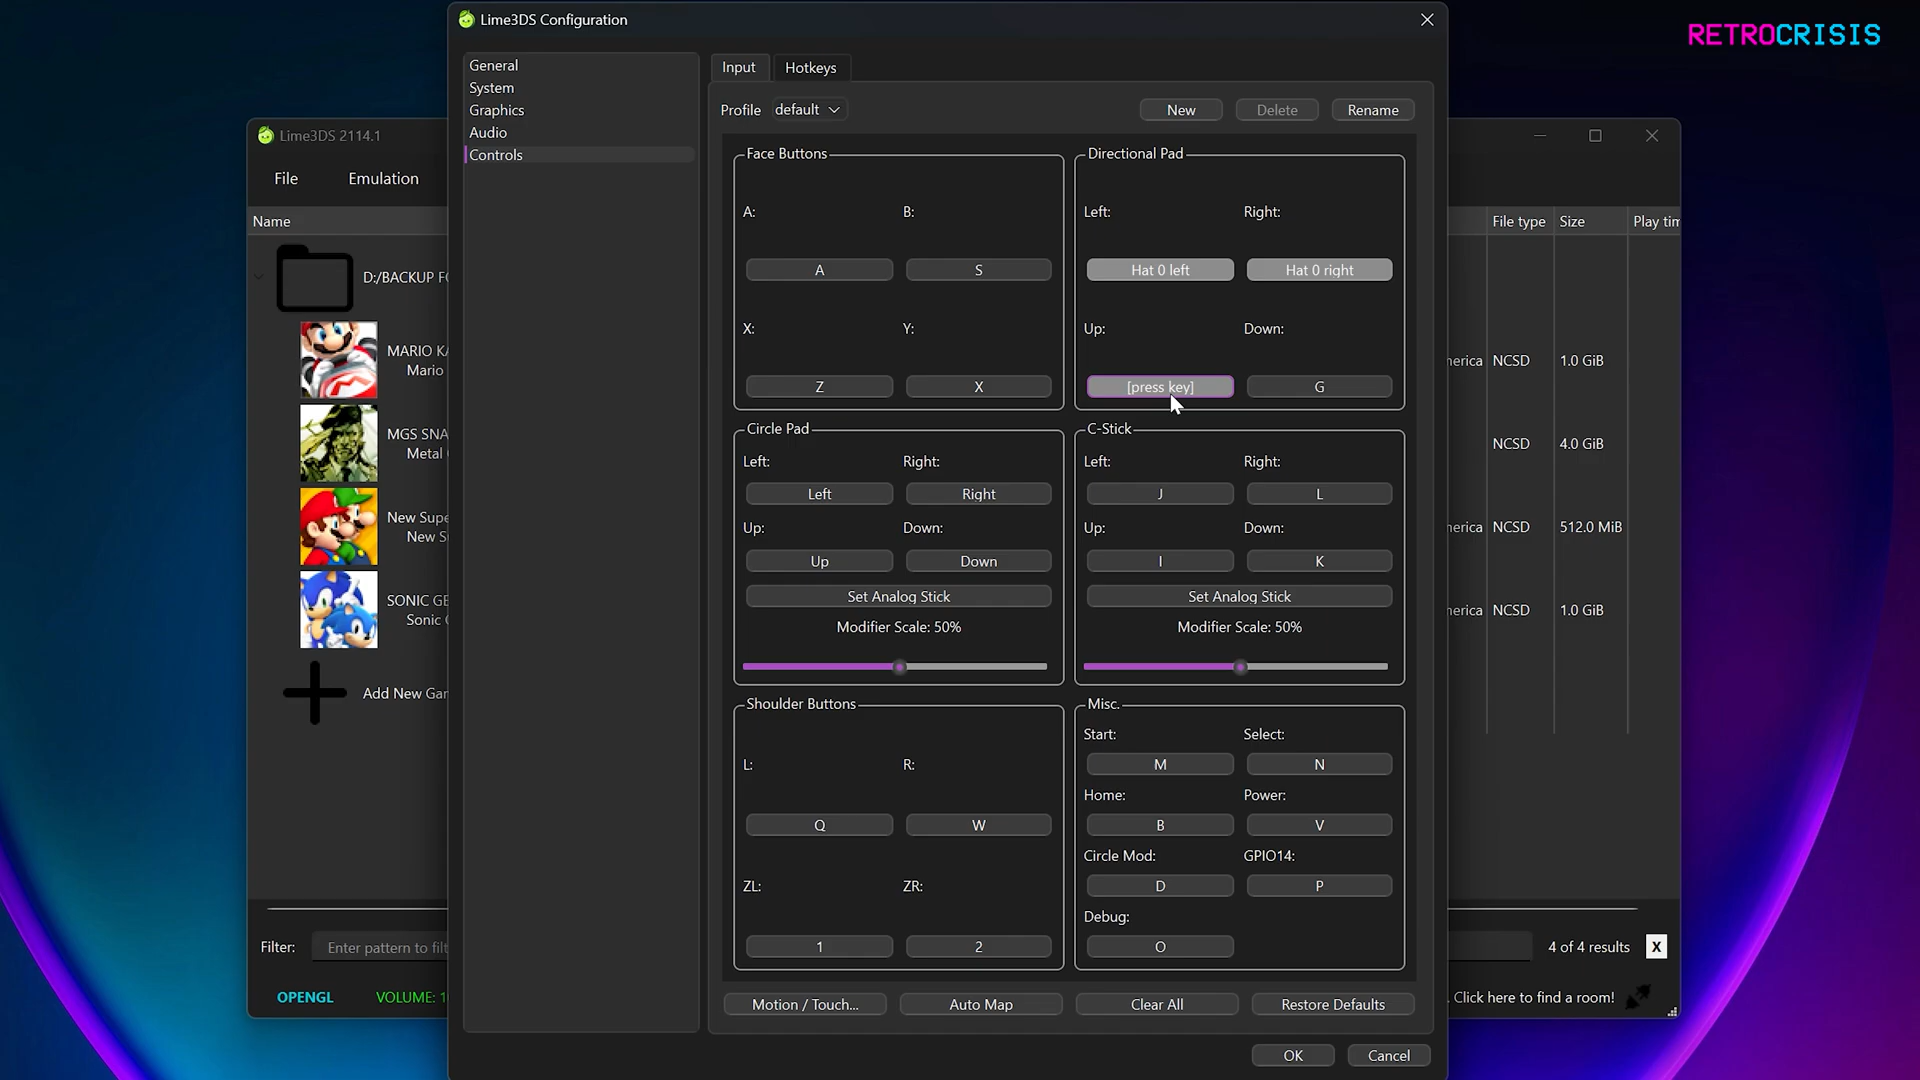 Lime3DS Configuration
RETROCRISIS
General
System
Graphics
Audio
Controls
Input
Hotkeys
Profile
default
New
Delete
Rename
Face Buttons
A:
B:
A
S
X:
Y:
Z
X
Directional Pad
Left:
Right:
Hat 0 left
Hat 0 right
Up:
Down:
[press key]
G
Circle Pad
Left:
Right:
Left
Right
Up:
Down:
Up
Down
Set Analog Stick
Modifier Scale: 50%
C-Stick
Left:
Right:
J
L
Up:
Down:
I
K
Set Analog Stick
Modifier Scale: 50%
Shoulder Buttons
L:
R:
Q
W
ZL:
ZR:
1
2
Misc.
Start:
Select:
M
N
Home:
Power:
B
V
Circle Mod:
GPIO14:
D
P
Debug:
O
Motion / Touch...
Auto Map
Clear All
Restore Defaults
OK
Cancel
Lime3DS 2114.1
File
Emulation
Name
File type
Size
Play tim
D:/BACKUP FO
MARIO KA
Mario
erica
NCSD
1.0 GiB
MGS SNA
Metal
NCSD
4.0 GiB
New Supe
New S
erica
NCSD
512.0 MiB
SONIC GE
Sonic G
erica
NCSD
1.0 GiB
Add New Gam
Filter:
Enter pattern to filt
4 of 4 results
X
OPENGL
VOLUME: 1
. Click here to find a room!